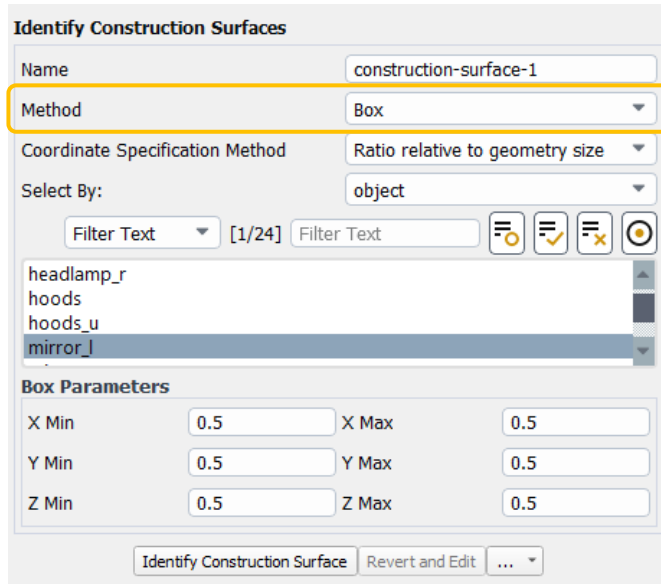 Identify Construction Surfaces
Name construction-surface-1
Method Box
Coordinate Specification Method Ratio relative to geometry size
Select By: object
Filter Text [1/24] Filter Text
headlamp_r
hoods
hoods_u
mirror_l
Box Parameters
X Min 0.5 X Max 0.5
Y Min 0.5 Y Max 0.5
Z Min 0.5 Z Max 0.5
Identify Construction Surface Revert and Edit ...